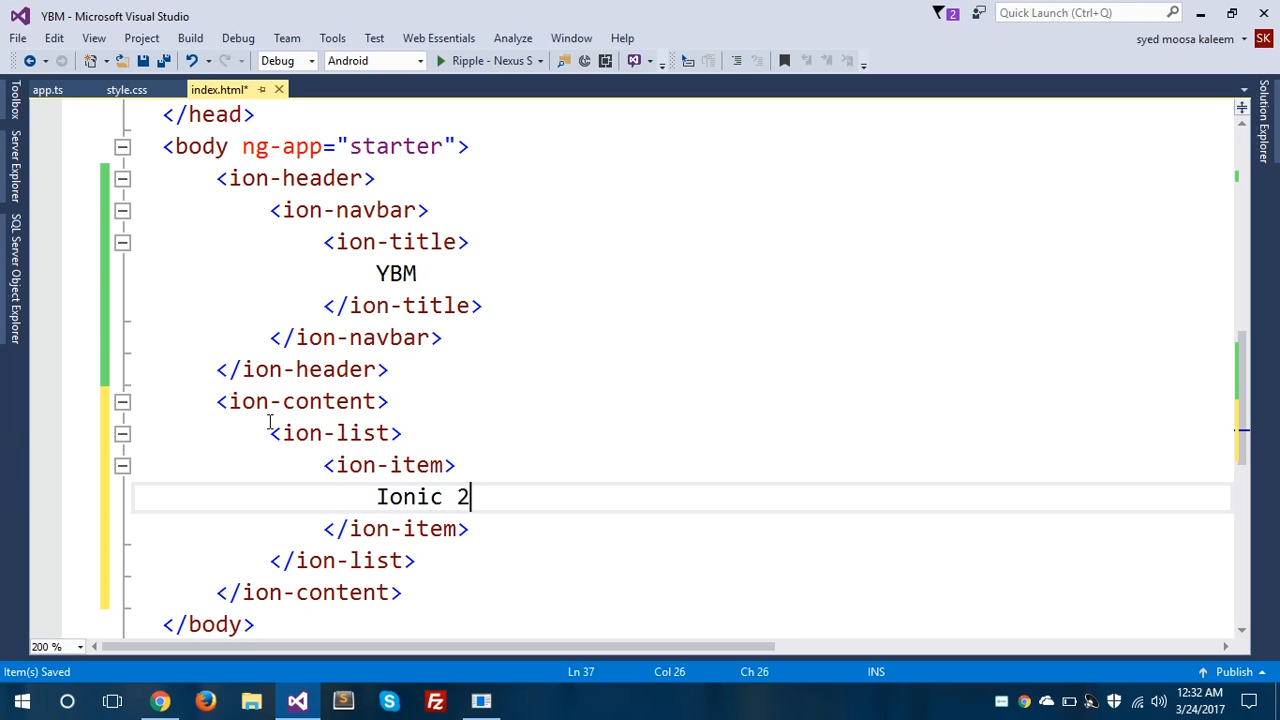 YBM - Microsoft Visual Studio
2
Quick Launch (Ctrl+Q)
File Edit View Project Build Debug Team Tools Test Web Essentials Analyze Window Help
syed moosa kaleem
SK
Debug Android Ripple - Nexus S
app.ts style.css index.html*
Toolbox
Server Explorer
SQL Server Object Explorer
Solution Explorer
</head>
<body ng-app="starter">
<ion-header>
<ion-navbar>
<ion-title>
YBM
</ion-title>
</ion-navbar>
</ion-header>
<ion-content>
<ion-list>
<ion-item>
Ionic 2
</ion-item>
</ion-list>
</ion-content>
</body>
200 %
Item(s) Saved Ln 37 Col 26 Ch 26 INS Publish
12:32 AM
3/24/2017